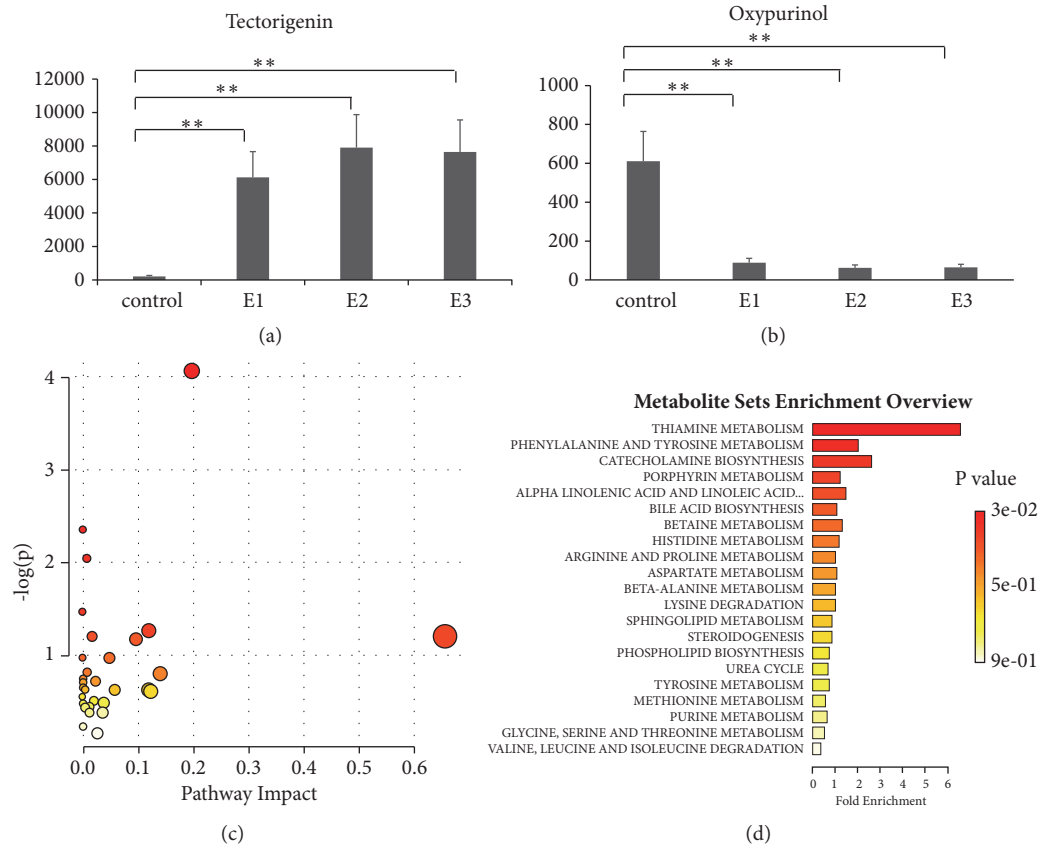 Tectorigenin
**
**
**
12000
10000
8000
6000
4000
2000
0
control E1 E2 E3
(a)
Oxypurinol
**
**
**
1000
800
600
400
200
0
control E1 E2 E3
(b)
4
3
2
1
-log(p)
0.0 0.1 0.2 0.3 0.4 0.5 0.6
Pathway Impact
(c)
Metabolite Sets Enrichment Overview
THIAMINE METABOLISM
PHENYLALANINE AND TYROSINE METABOLISM
CATECHOLAMINE BIOSYNTHESIS
PORPHYRIN METABOLISM
ALPHA LINOLENIC ACID AND LINOLEIC ACID...
BILE ACID BIOSYNTHESIS
BETAINE METABOLISM
HISTIDINE METABOLISM
ARGININE AND PROLINE METABOLISM
ASPARTATE METABOLISM
BETA-ALANINE METABOLISM
LYSINE DEGRADATION
SPHINGOLIPID METABOLISM
STEROIDOGENESIS
PHOSPHOLIPID BIOSYNTHESIS
UREA CYCLE
TYROSINE METABOLISM
METHIONINE METABOLISM
PURINE METABOLISM
GLYCINE, SERINE AND THREONINE METABOLISM
VALINE, LEUCINE AND ISOLEUCINE DEGRADATION
0 1 2 3 4 5 6
Fold Enrichment
P value
3e-02
5e-01
9e-01
(d)